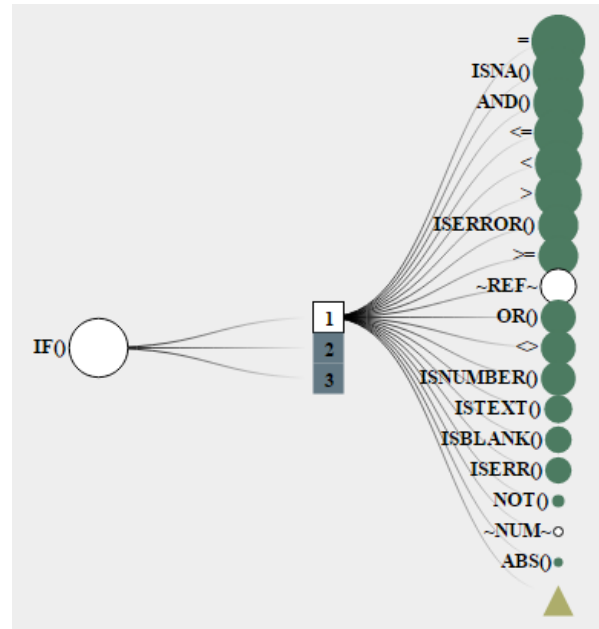 =
ISNA()
AND()
<=
<
>
ISERROR()
>=
~REF~
1
OR()
IF()
2
<>
3
ISNUMBER()
ISTEXT()
ISBLANK()
ISERR()
NOT()
~NUM~
ABS()